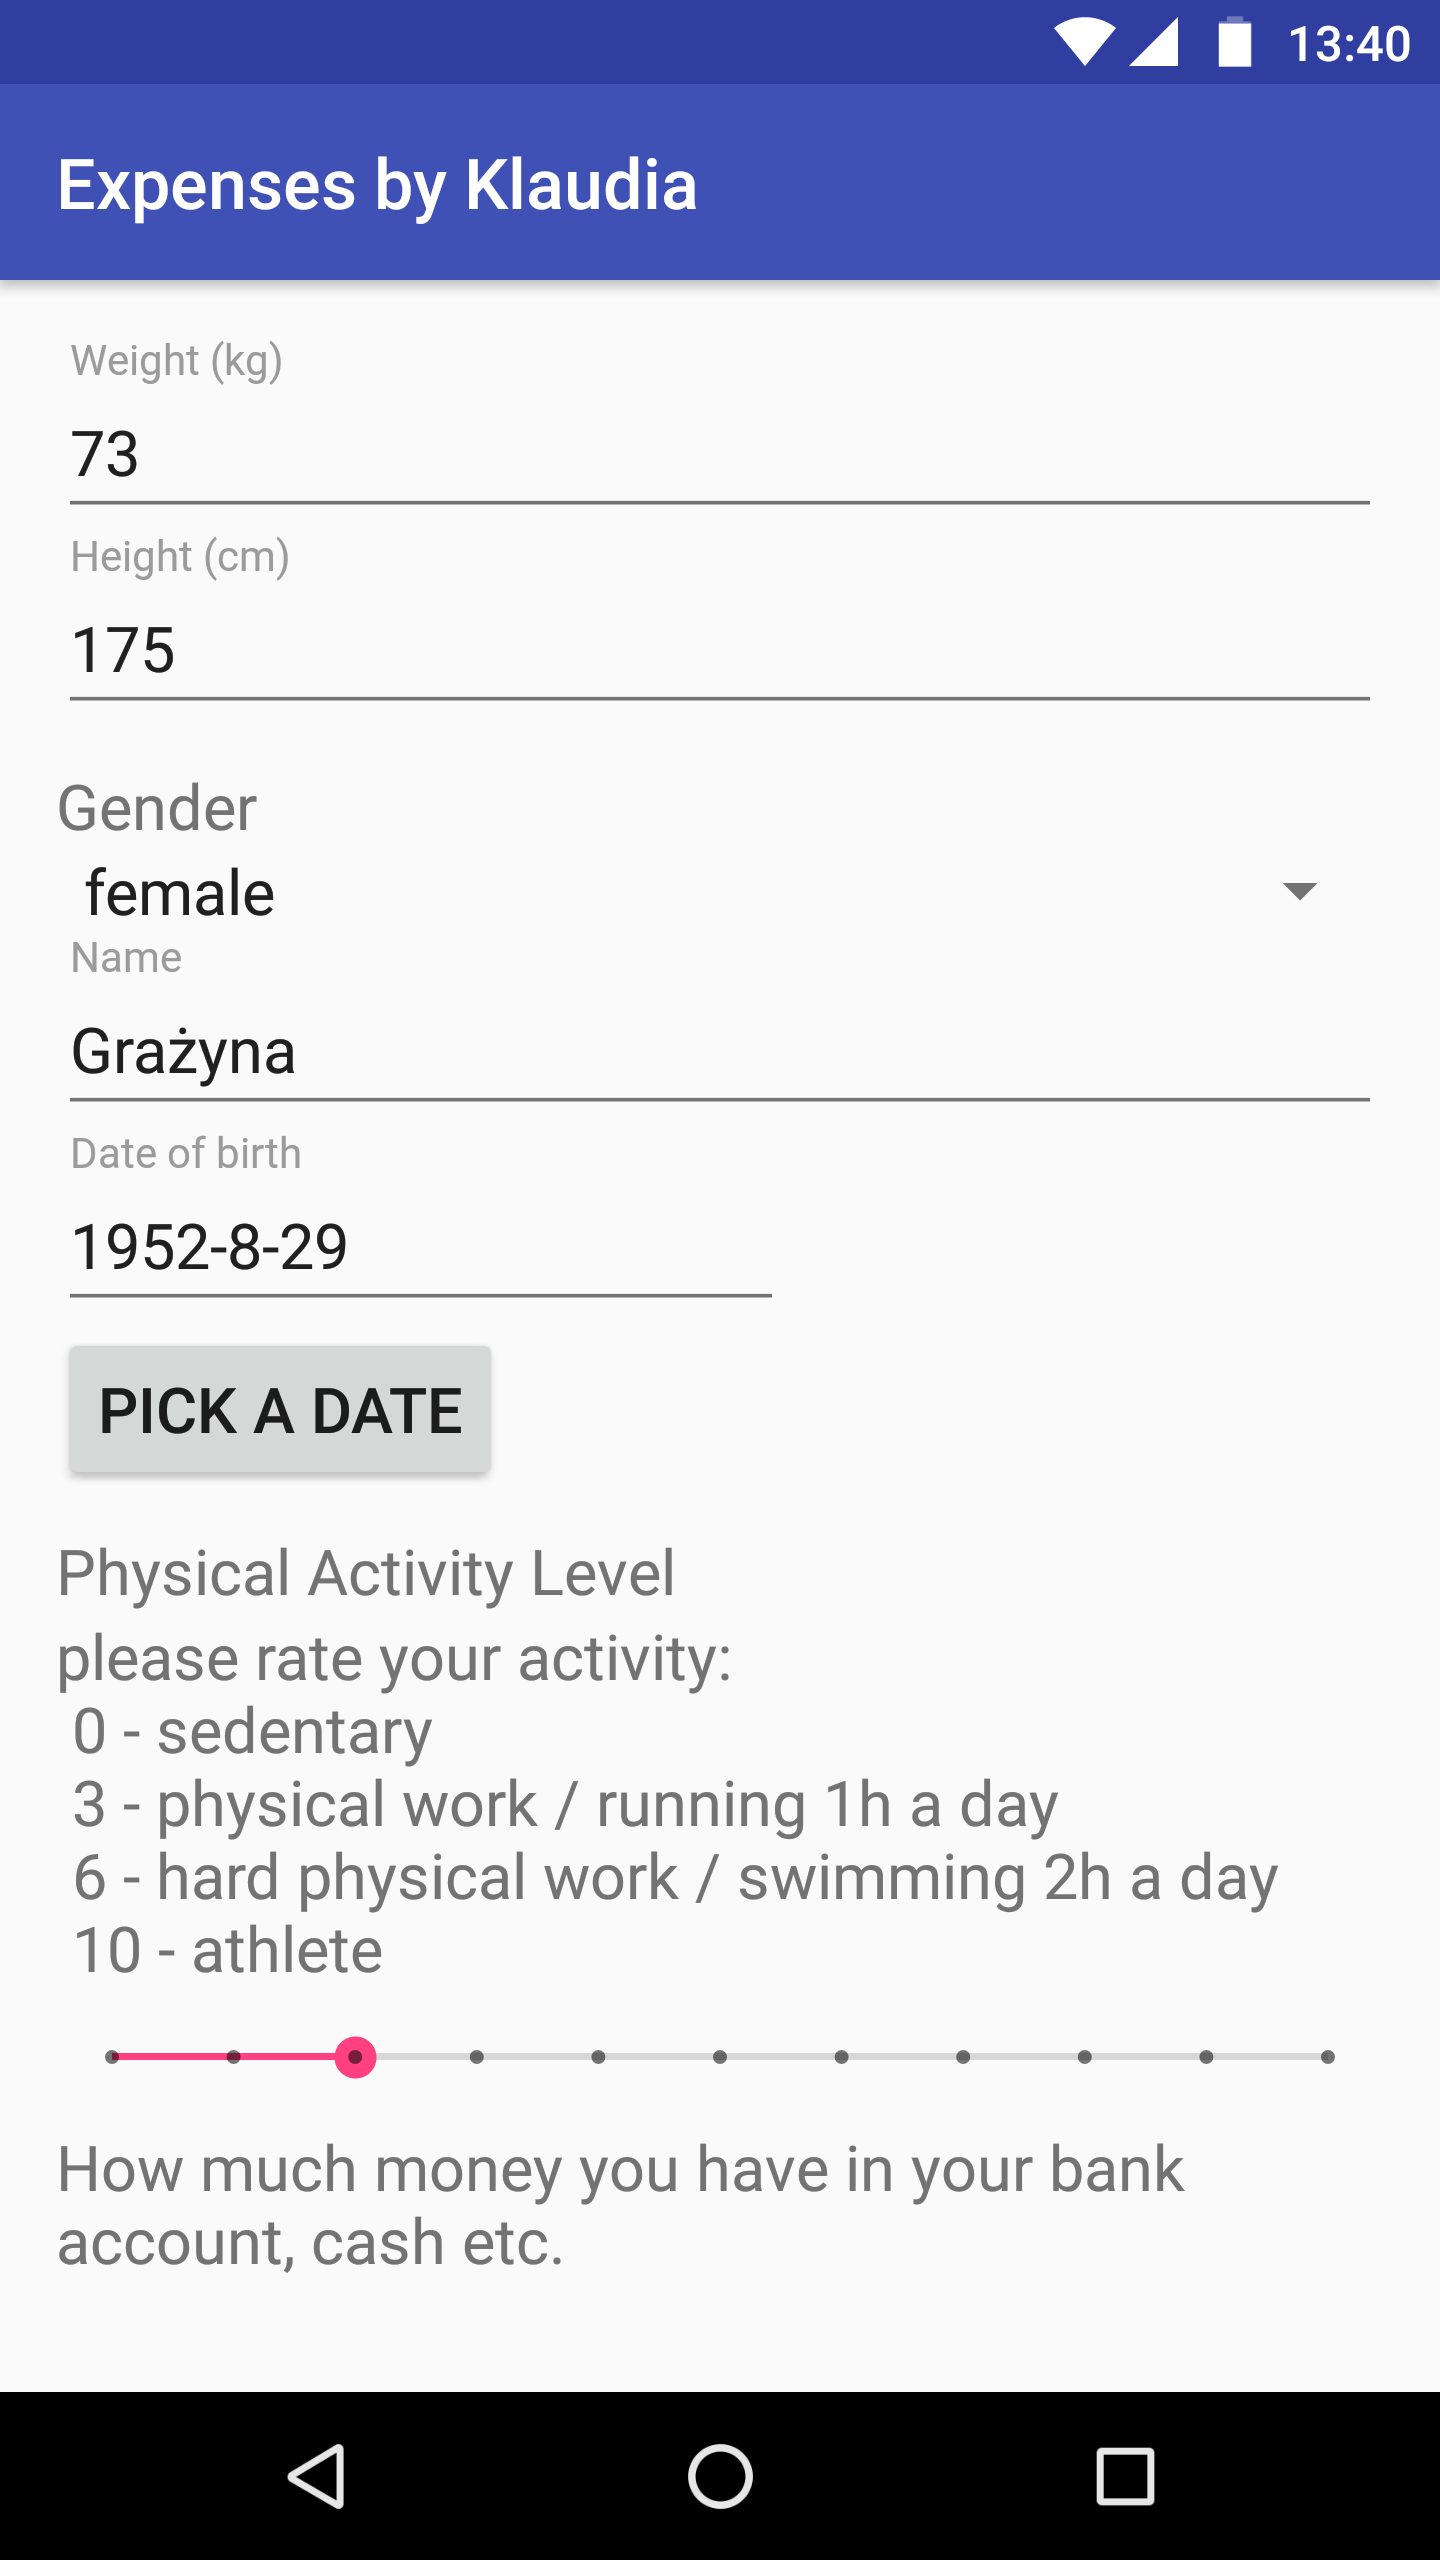 13:40
Expenses by Klaudia
Weight (kg)
73
Height (cm)
175
Gender
female
Name
Grażyna
Date of birth
1952-8-29
PICK A DATE
Physical Activity Level
please rate your activity:
0 - sedentary
3 - physical work / running 1h a day
6 - hard physical work / swimming 2h a day
10 - athlete
How much money you have in your bank
account, cash etc.